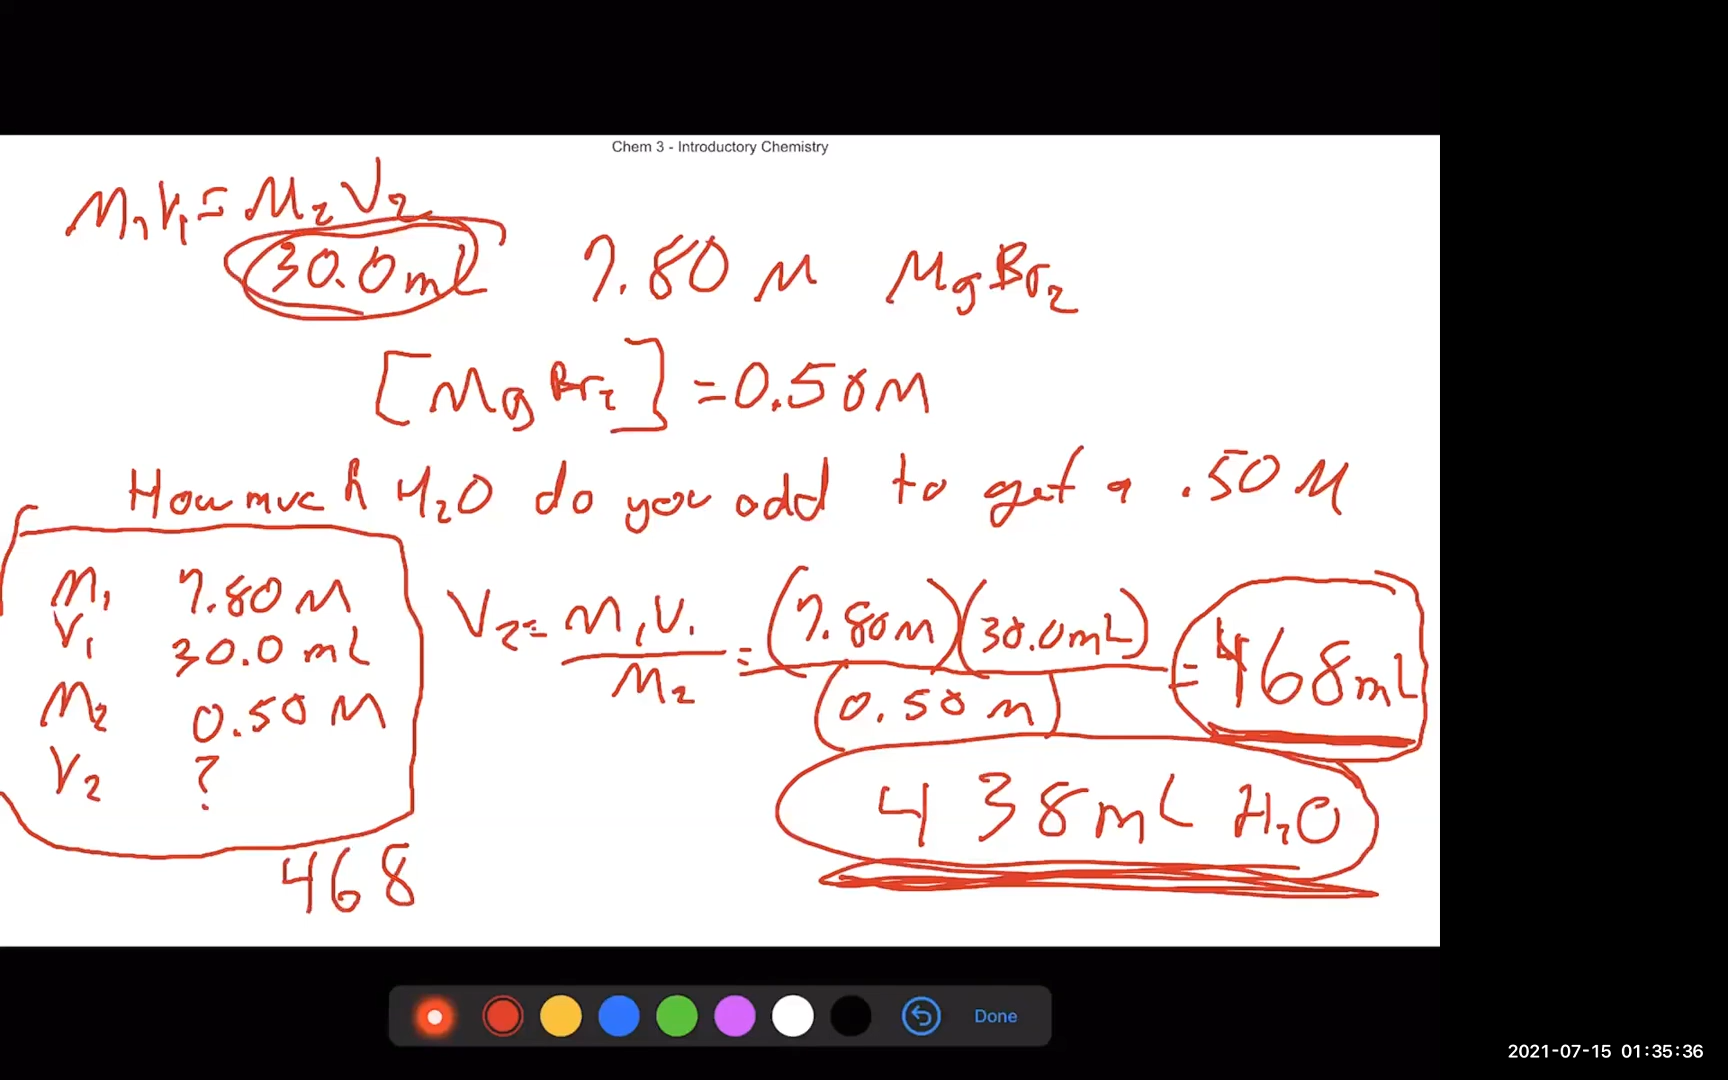 Chem 3 - Introductory Chemistry
M₁V₁ = M₂V₂
30.0 mL 7.80 M MgBr₂
[MgBr₂] = 0.50 M
How much H₂O do you add to get a .50 M
M₁ 7.80 M
V₁ 30.0 mL
M₂ 0.50 M
V₂ ?
V₂ = M₁V₁ / M₂ = (7.80 M)(30.0 mL) / (0.50 M) = 468 mL
438 mL H₂O
468
Done
2021-07-15 01:35:36